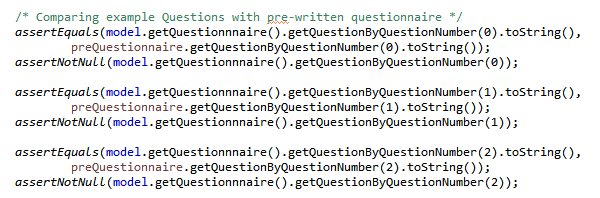 /* Comparing example Questions with pre-written questionnaire */
assertEquals(model.getQuestionnnaire().getQuestionByQuestionNumber(0).toString(),
preQuestionnaire.getQuestionByQuestionNumber(0).toString());
assertNotNull(model.getQuestionnnaire().getQuestionByQuestionNumber(0));
assertEquals(model.getQuestionnnaire().getQuestionByQuestionNumber(1).toString(),
preQuestionnaire.getQuestionByQuestionNumber(1).toString());
assertNotNull(model.getQuestionnnaire().getQuestionByQuestionNumber(1));
assertEquals(model.getQuestionnnaire().getQuestionByQuestionNumber(2).toString(),
preQuestionnaire.getQuestionByQuestionNumber(2).toString());
assertNotNull(model.getQuestionnnaire().getQuestionByQuestionNumber(2));